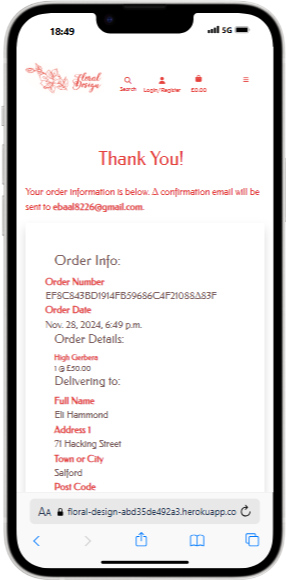 18:49
5G
Floral
Design
Search
Login/Register
£0.00
Thank You!
Your order information is below. A confirmation email will be
sent to ebaal8226@gmail.com.
Order Info:
Order Number
EF8C843BD1914FB59686C4F21088A83F
Order Date
Nov. 28, 2024, 6:49 p.m.
Order Details:
High Gerbera
1 @ £50.00
Delivering to:
Full Name
Eli Hammond
Address 1
71 Hacking Street
Town or City
Salford
Post Code
AA
floral-design-abd35de492a3.herokuapp.co